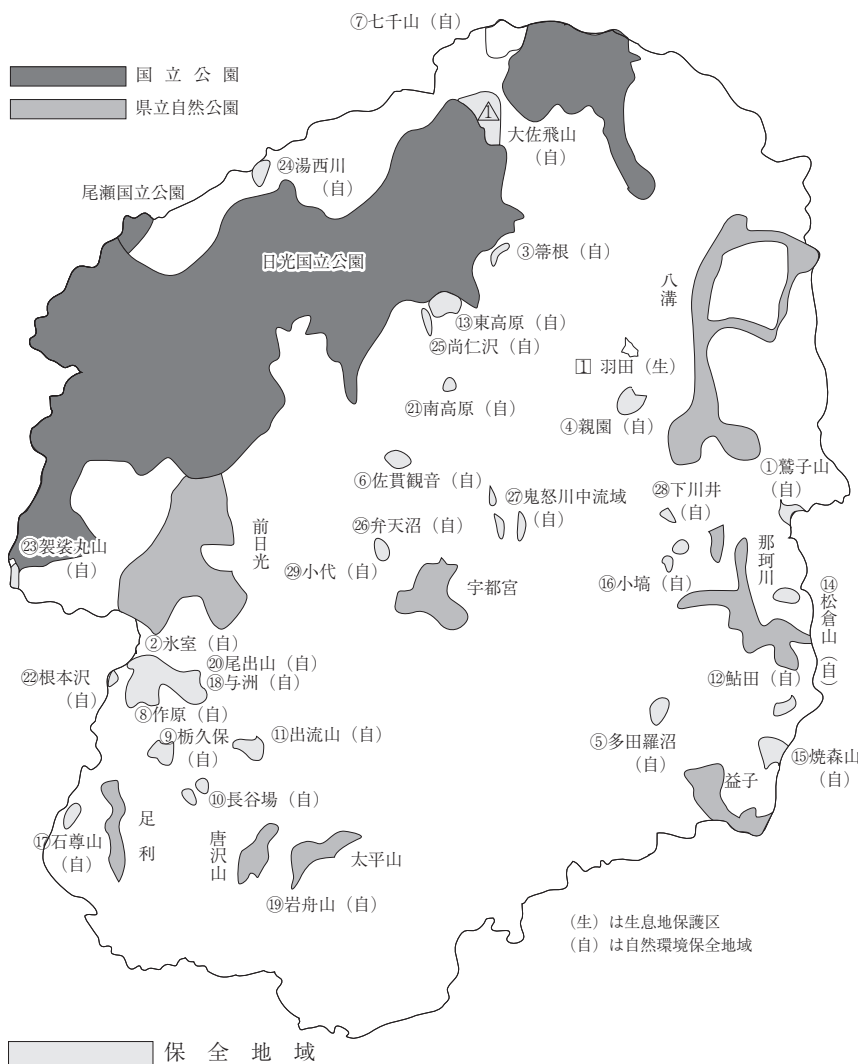 ⑦七千山（自）
国立公園
県立自然公園
1
大佐飛山
（自）
㉔湯西川
（自）
尾瀬国立公園
日光国立公園
③箒根（自）
八溝
⑬東高原（自）
㉕尚仁沢（自）
1 羽田（生）
㉑南高原（自）
④親園（自）
①鷲子山
（自）
⑥佐貫観音（自）
㉗鬼怒川中流域
（自）
㉘下川井
（自）
㉓袈裟丸山
（自）
前日光
㉖弁天沼（自）
㉙小代（自）
宇都宮
那珂川
⑯小塙（自）
⑭松倉山（自）
②氷室（自）
⑳尾出山（自）
⑱与洲（自）
㉒根本沢
（自）
⑫鮎田（自）
⑧作原（自）
⑨栃久保
（自）
⑪出流山（自）
⑤多田羅沼
（自）
⑮焼森山
（自）
益子
⑩長谷場（自）
⑰石尊山
（自）
足利
唐沢山
太平山
⑲岩舟山（自）
（生）は生息地保護区
（自）は自然環境保全地域
保全地域